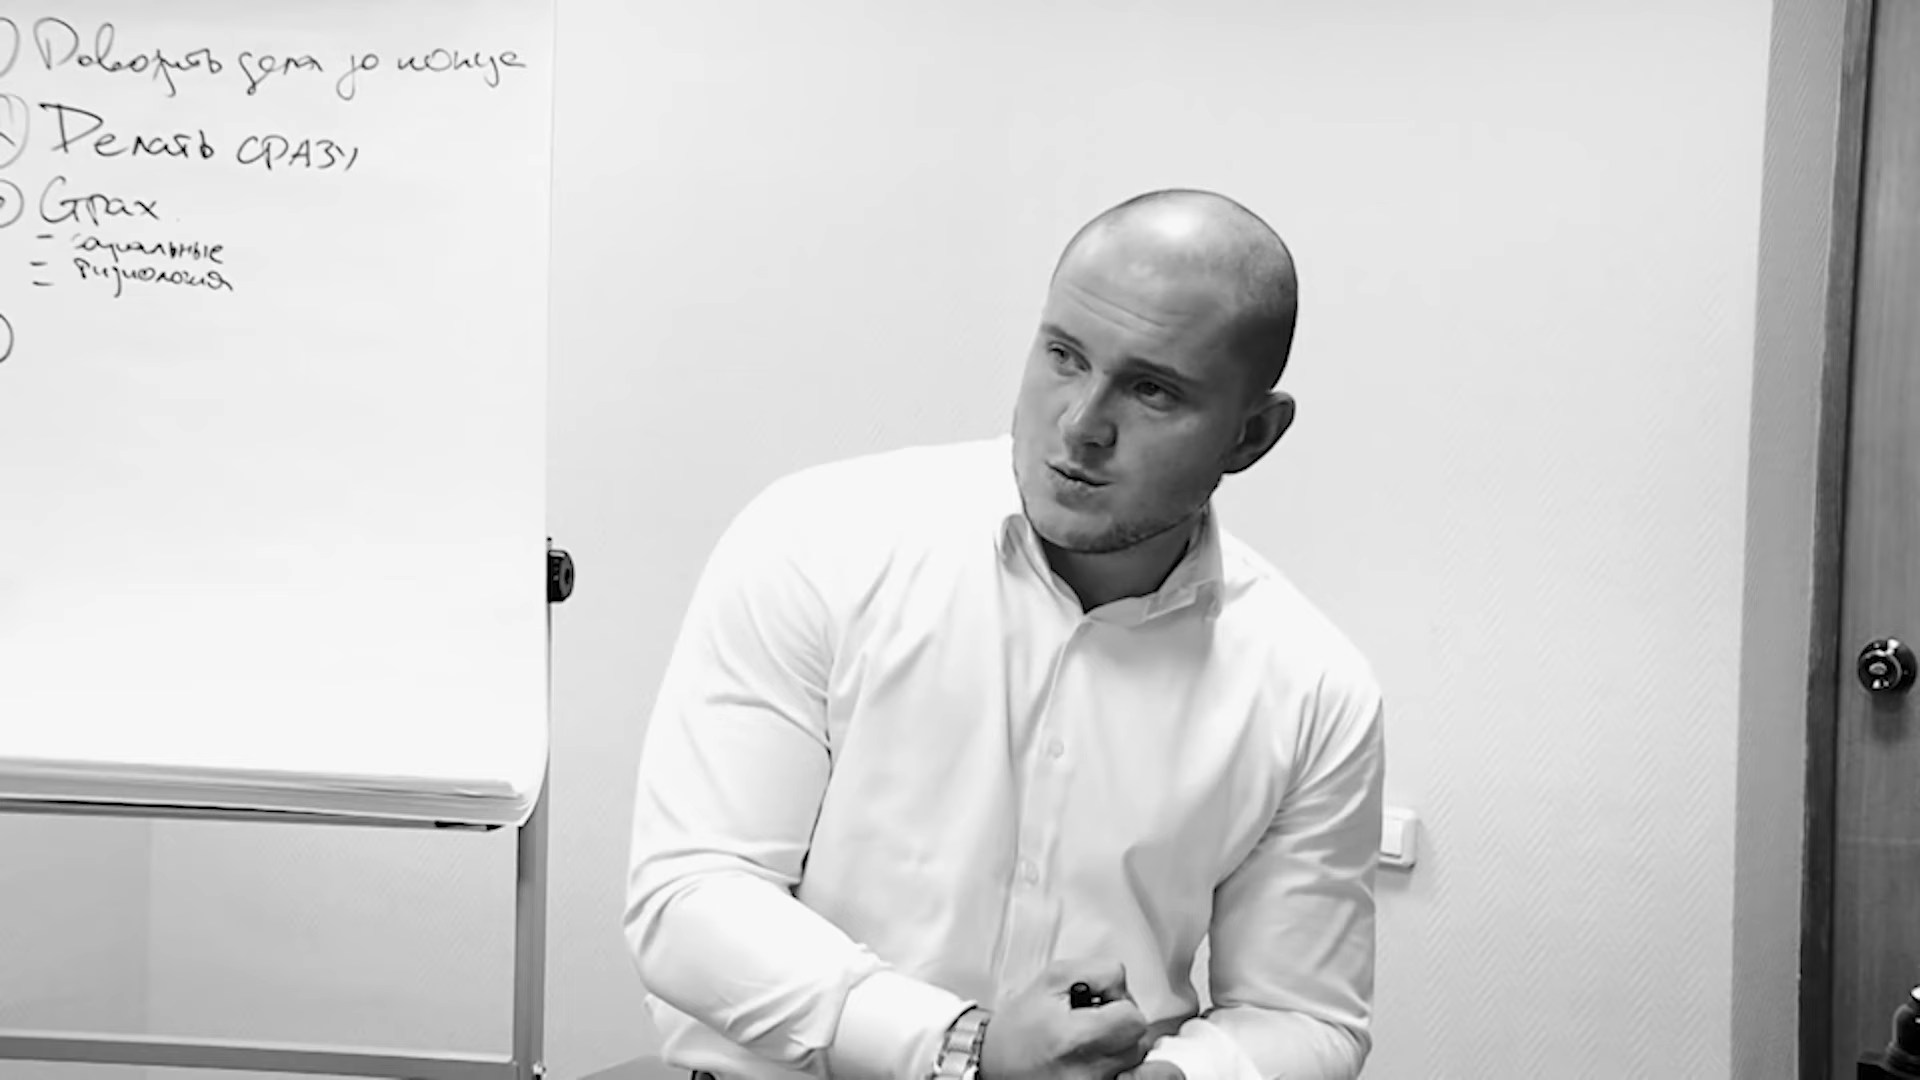 Доводить дела до конца
Делать СРАЗУ
Страх
- социальные
- физиология
-